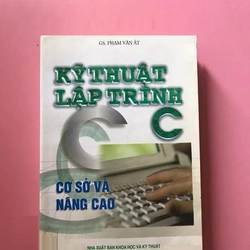 GS. PHẠM VĂN ẤT
KỸ THUẬT
LẬP TRÌNH
C
CƠ SỞ VÀ
NÂNG CAO
NHÀ XUẤT BẢN KHOA HỌC VÀ KỸ THUẬT